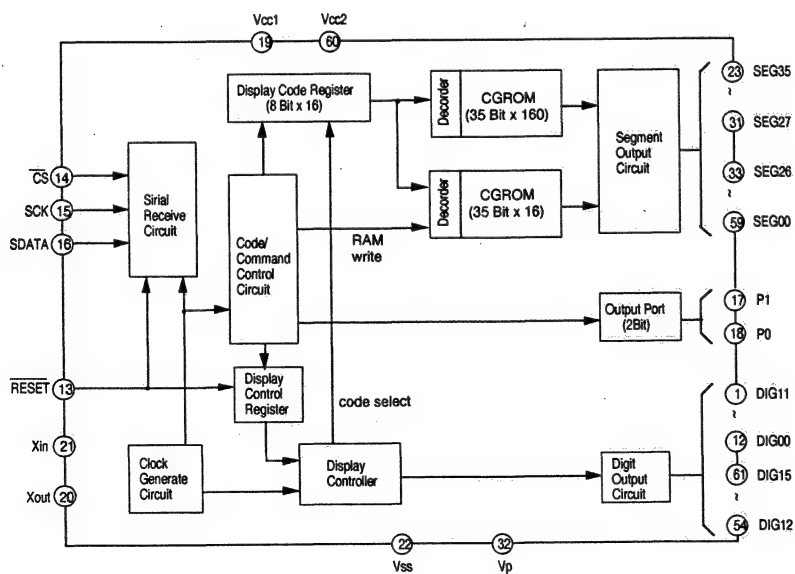 Vcc1 Vcc2
19 60
Display Code Register
(8 Bit x 16)
Decorder
CGROM
(35 Bit x 160)
Segment
Output
Circuit
23 SEG35
~
31 SEG27
33 SEG26
~
59 SEG00
CS 14
SCK 15
SDATA 16
Sirial
Receive
Circuit
Decorder
CGROM
(35 Bit x 16)
Code/
Command
Control
Circuit
RAM
write
Output Port
(2Bit)
17 P1
18 P0
RESET 13
Display
Control
Register
code select
1 DIG11
~
12 DIG00
61 DIG15
~
54 DIG12
Xin 21
Xout 20
Clock
Generate
Circuit
Display
Controller
Digit
Output
Circuit
22 32
Vss Vp